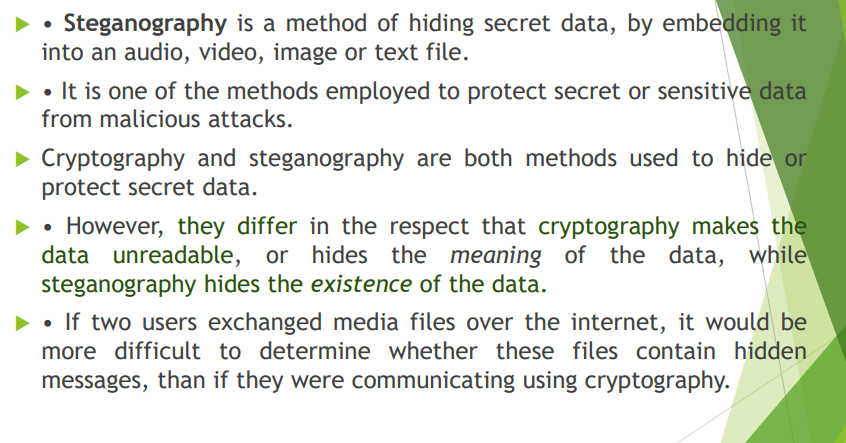 • Steganography is a method of hiding secret data, by embedding it
into an audio, video, image or text file.
• It is one of the methods employed to protect secret or sensitive data
from malicious attacks.
Cryptography and steganography are both methods used to hide or
protect secret data.
• However, they differ in the respect that cryptography makes the
data unreadable, or hides the meaning of the data, while
steganography hides the existence of the data.
• If two users exchanged media files over the internet, it would be
more difficult to determine whether these files contain hidden
messages, than if they were communicating using cryptography.